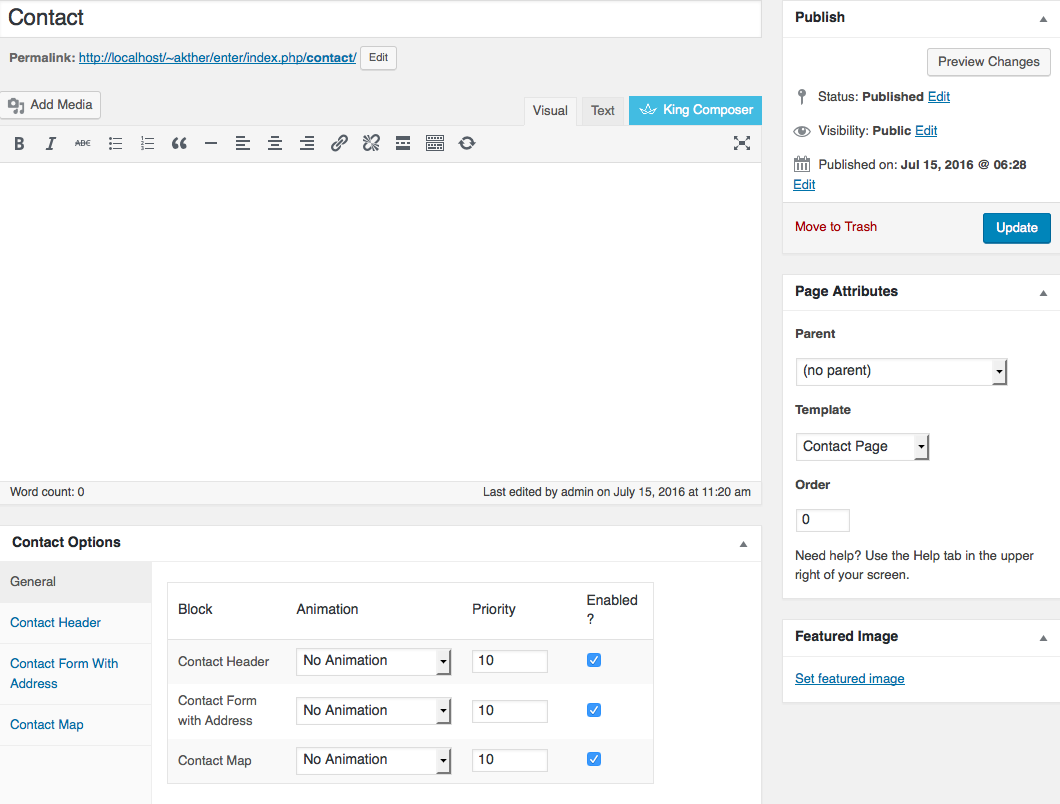 Contact
Permalink: http://localhost/~akther/enter/index.php/contact/ Edit
Add Media
Visual Text King Composer
B I ABC
Word count: 0 Last edited by admin on July 15, 2016 at 11:20 am
Contact Options
General
Contact Header
Contact Form With
Address
Contact Map
Block Animation Priority Enabled
?
Contact Header No Animation 10
Contact Form
with Address No Animation 10
Contact Map No Animation 10
Publish
Preview Changes
Status: Published Edit
Visibility: Public Edit
Published on: Jul 15, 2016 @ 06:28
Edit
Move to Trash Update
Page Attributes
Parent
(no parent)
Template
Contact Page
Order
0
Need help? Use the Help tab in the upper
right of your screen.
Featured Image
Set featured image